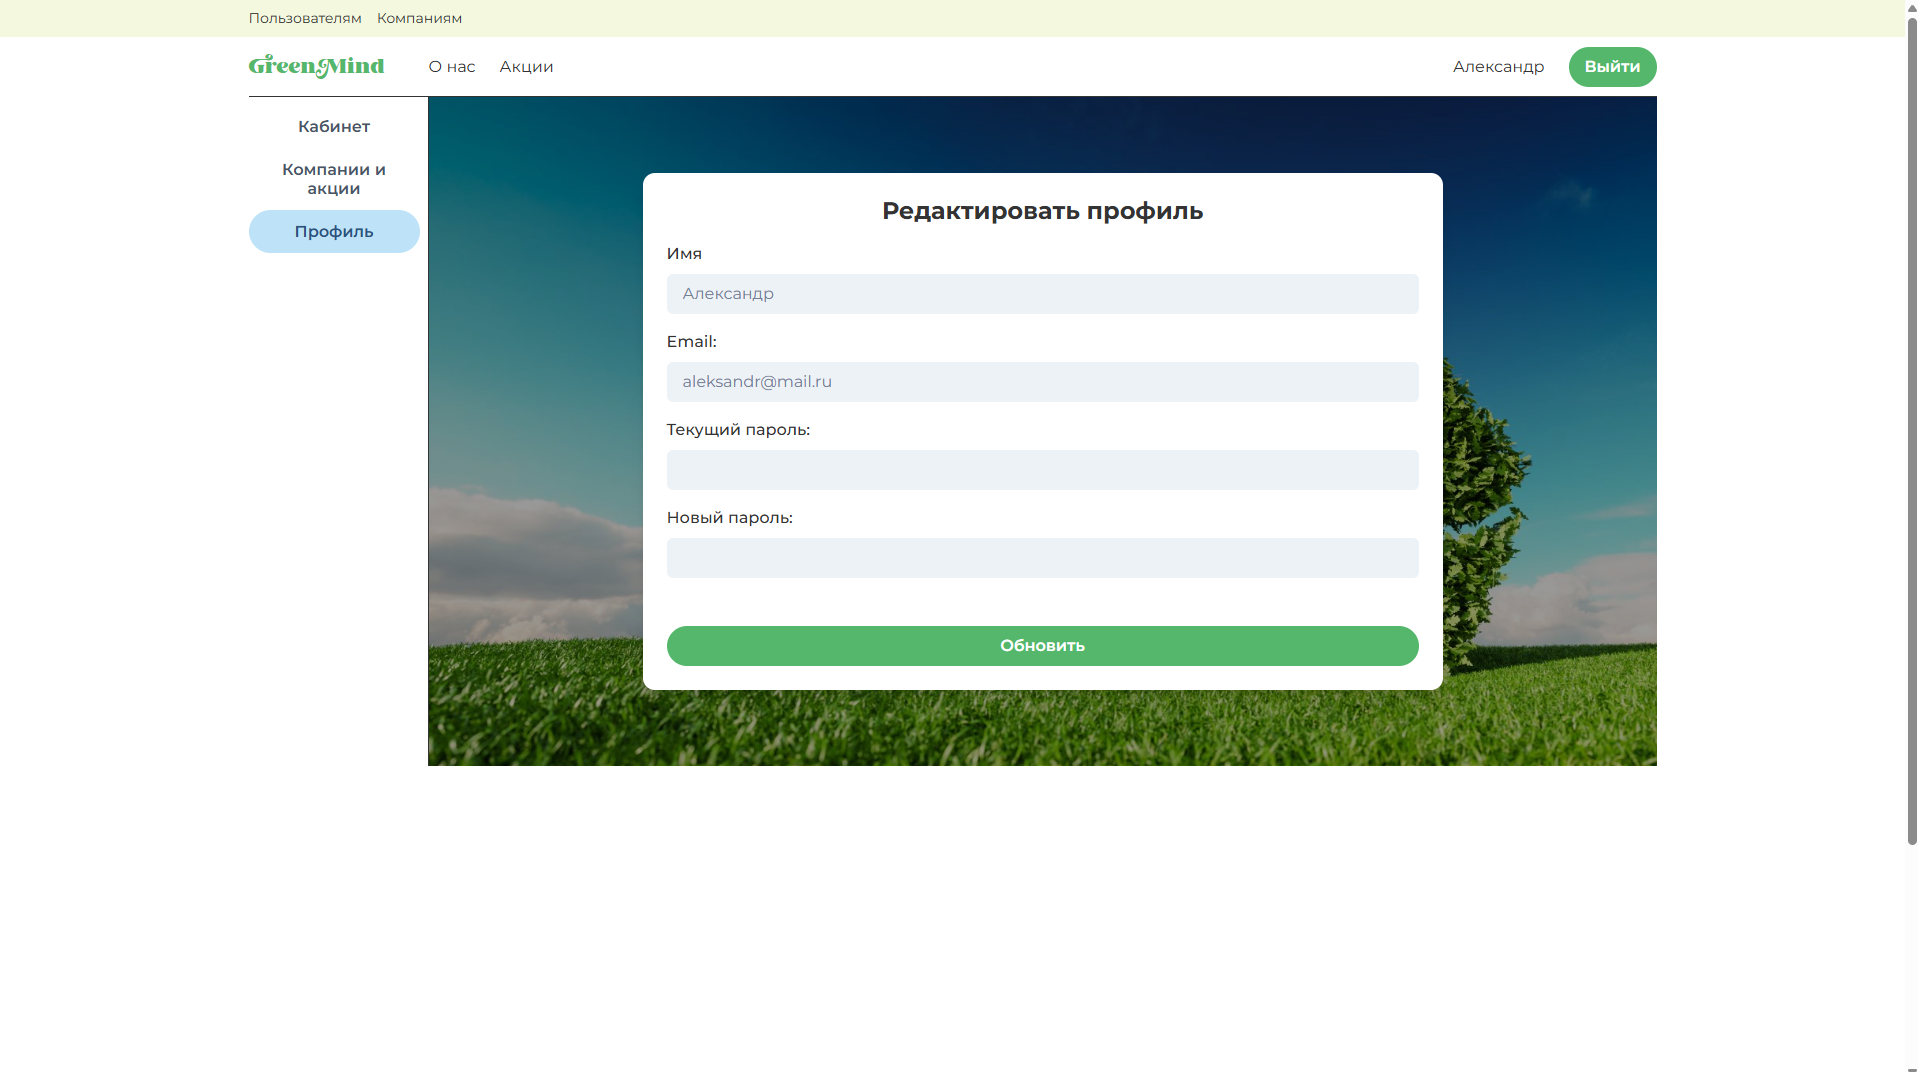 Пользователям Компаниям
GreenMind О нас Акции Александр Выйти
Кабинет
Компании и
акции
Профиль
Редактировать профиль
Имя
Александр
Email:
aleksandr@mail.ru
Текущий пароль:
Новый пароль:
Обновить